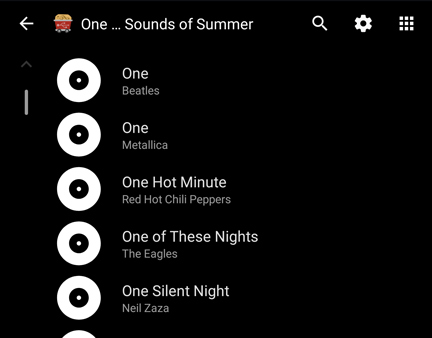 One ... Sounds of Summer
One
Beatles
One
Metallica
One Hot Minute
Red Hot Chili Peppers
One of These Nights
The Eagles
One Silent Night
Neil Zaza